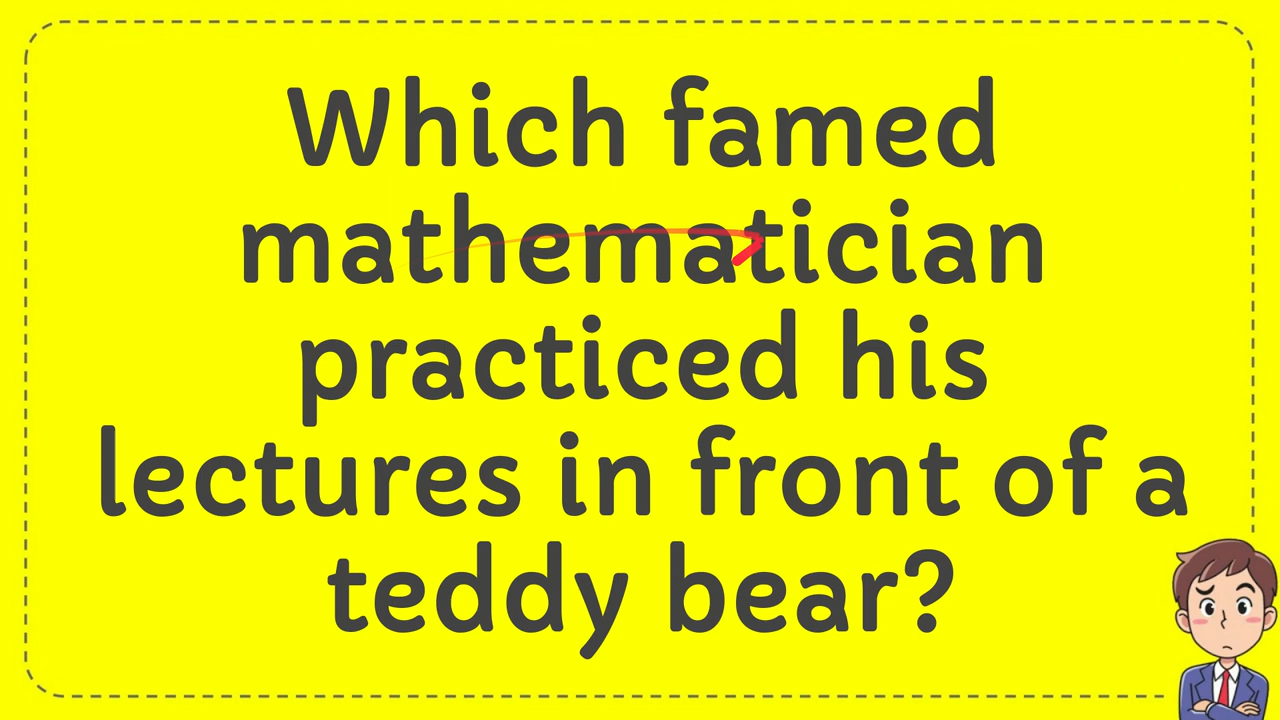 Which famed
mathematician
practiced his
lectures in front of a
teddy bear?